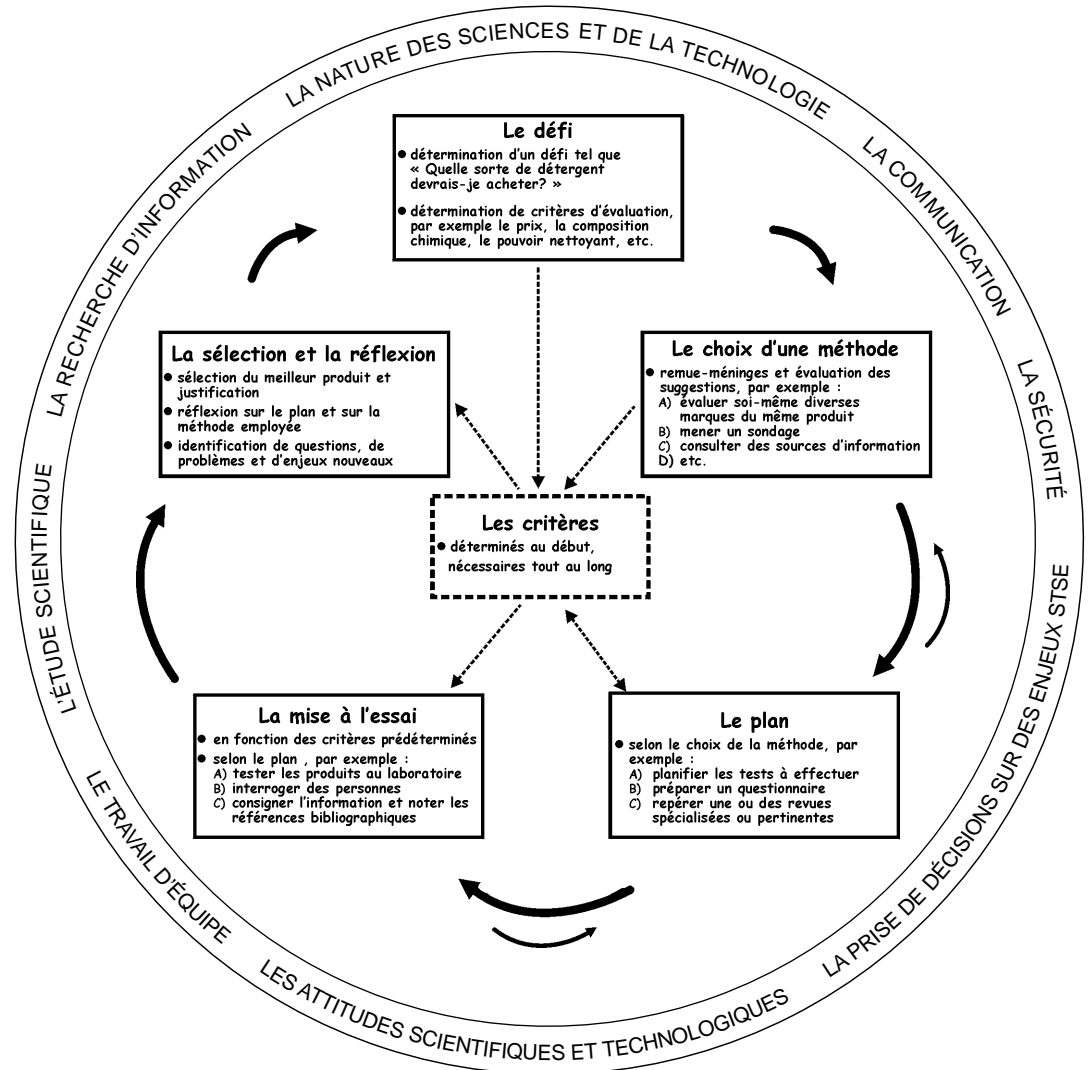 LA NATURE DES SCIENCES ET DE LA TECHNOLOGIE
LA COMMUNICATION
LA SÉCURITÉ
LA PRISE DE DÉCISIONS SUR DES ENJEUX STSE
LES ATTITUDES SCIENTIFIQUES ET TECHNOLOGIQUES
LE TRAVAIL D'ÉQUIPE
L'ÉTUDE SCIENTIFIQUE
LA RECHERCHE D'INFORMATION
Le défi
● détermination d'un défi tel que
« Quelle sorte de détergent
devrais-je acheter? »
● détermination de critères d'évaluation,
par exemple le prix, la composition
chimique, le pouvoir nettoyant, etc.
Le choix d'une méthode
● remue-méninges et évaluation des
suggestions, par exemple :
A) évaluer soi-même diverses
marques du même produit
B) mener un sondage
C) consulter des sources d'information
D) etc.
Le plan
● selon le choix de la méthode, par
exemple :
A) planifier les tests à effectuer
B) préparer un questionnaire
C) repérer une ou des revues
spécialisées ou pertinentes
La mise à l'essai
● en fonction des critères prédéterminés
● selon le plan , par exemple :
A) tester les produits au laboratoire
B) interroger des personnes
C) consigner l'information et noter les
références bibliographiques
La sélection et la réflexion
● sélection du meilleur produit et
justification
● réflexion sur le plan et sur la
méthode employée
● identification de questions, de
problèmes et d'enjeux nouveaux
Les critères
● déterminés au début,
nécessaires tout au long